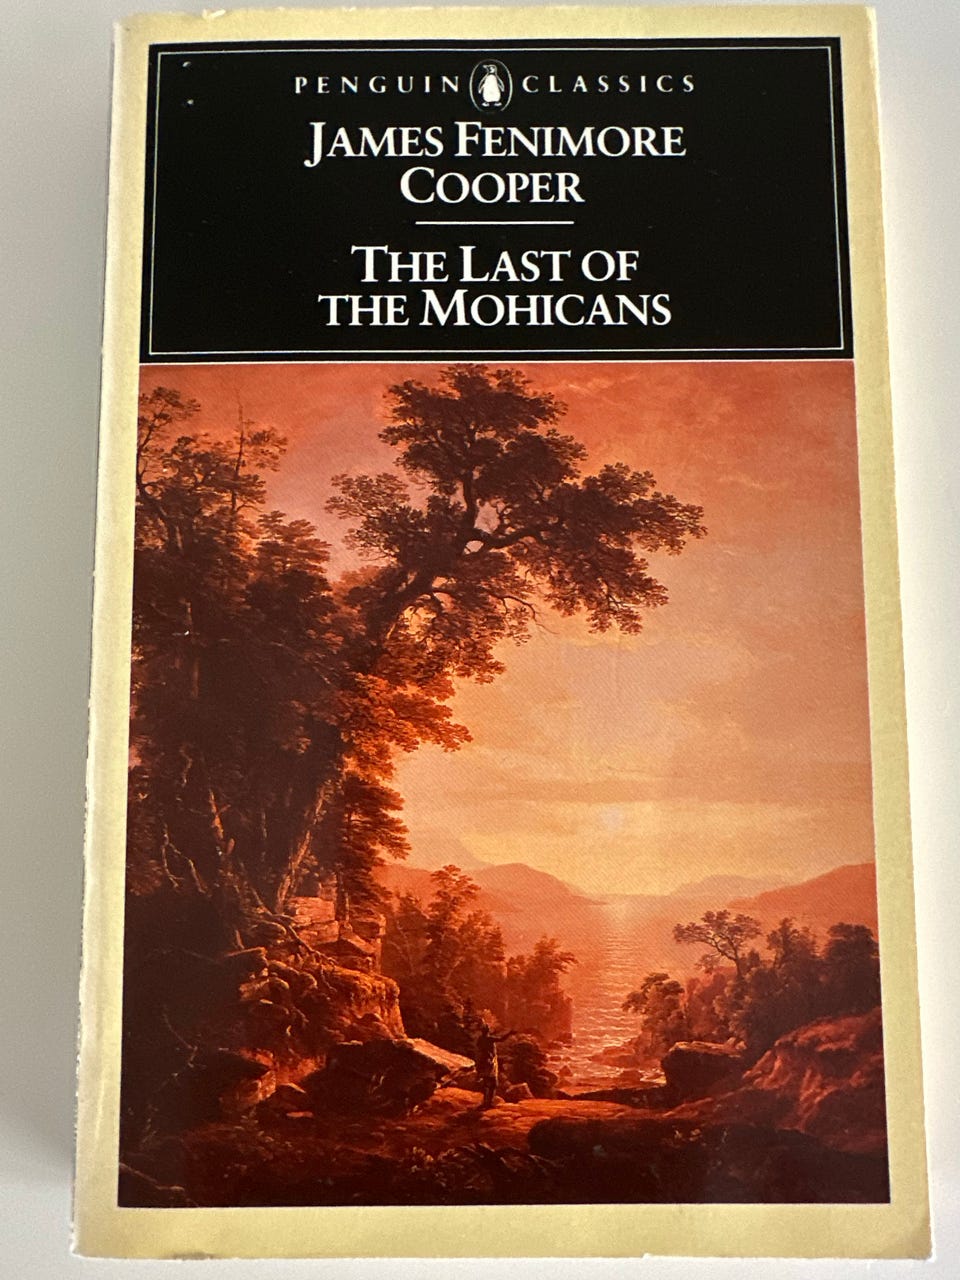 PENGUIN CLASSICS
JAMES FENIMORE
COOPER
THE LAST OF
THE MOHICANS